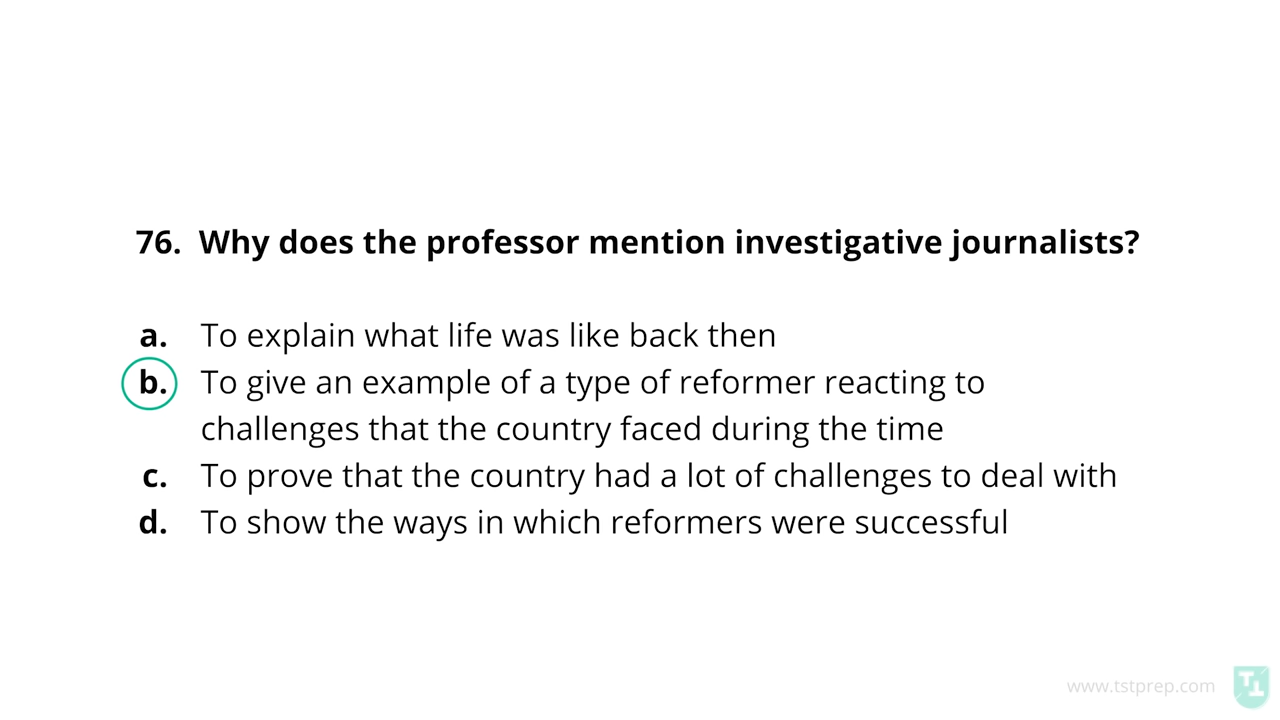 76. Why does the professor mention investigative journalists?
a. To explain what life was like back then
b. To give an example of a type of reformer reacting to
challenges that the country faced during the time
c. To prove that the country had a lot of challenges to deal with
d. To show the ways in which reformers were successful
www.tstprep.com